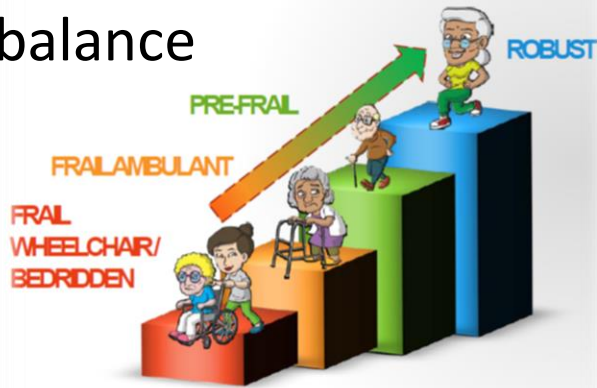 balance
ROBUST
PRE-FRAIL
FRAIL AMBULANT
FRAIL
WHEELCHAIR/
BEDRIDDEN